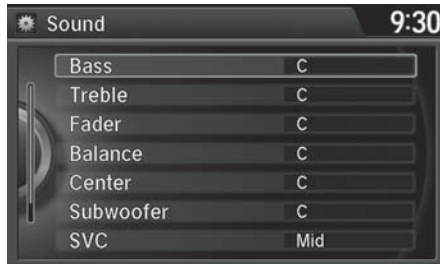 Sound 9:30
Bass C
Treble C
Fader C
Balance C
Center C
Subwoofer C
SVC Mid